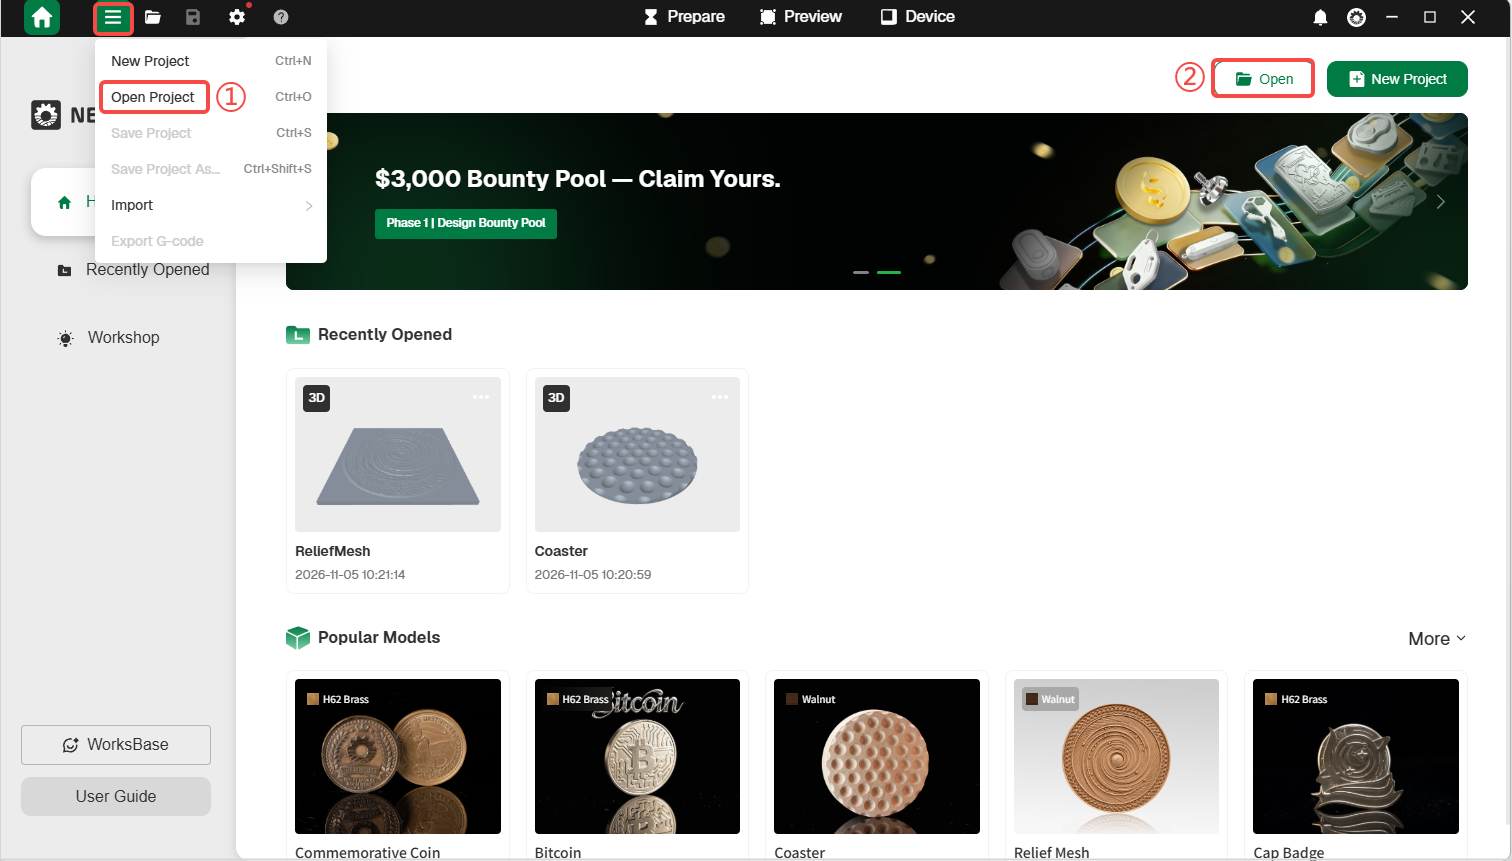 Prepare
Preview
Device
New Project Ctrl+N
Open Project Ctrl+O
①
Save Project Ctrl+S
Save Project As... Ctrl+Shift+S
Import
Export G-code
NE
H
Recently Opened
Workshop
WorksBase
User Guide
②
Open
New Project
$3,000 Bounty Pool — Claim Yours.
Phase 1 | Design Bounty Pool
Recently Opened
3D
ReliefMesh
2026-11-05 10:21:14
3D
Coaster
2026-11-05 10:20:59
Popular Models
More
H62 Brass
Commemorative Coin
H62 Brass
Bitcoin
Bitcoin
Walnut
Coaster
Walnut
Relief Mesh
H62 Brass
Cap Badge